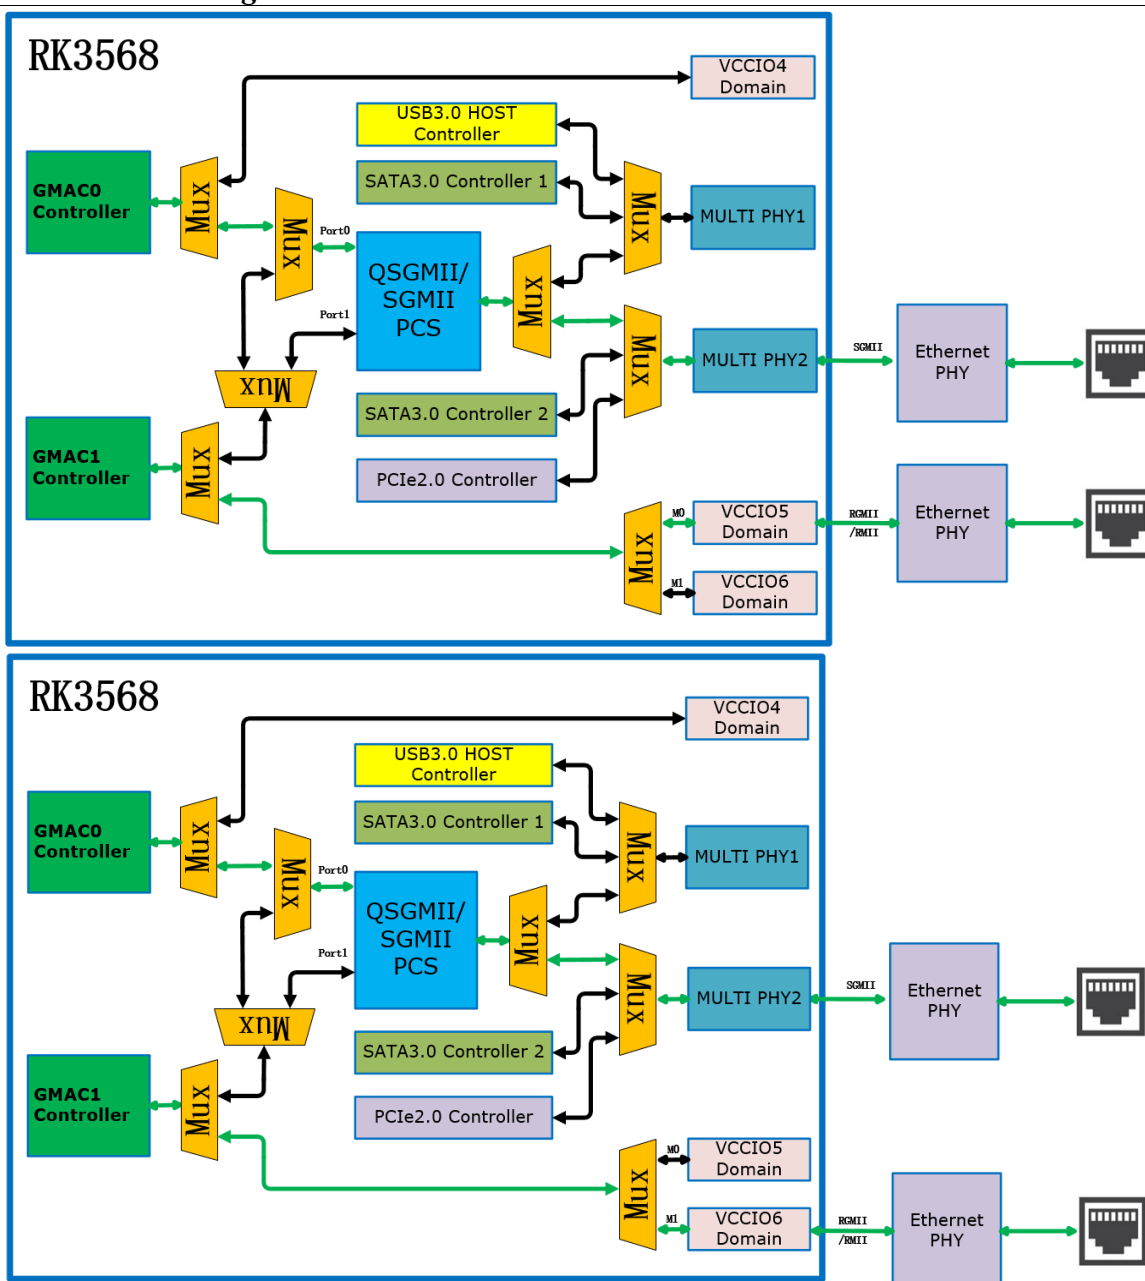 RK3568
VCCIO4
Domain
USB3.0 HOST
Controller
SATA3.0 Controller 1
GMAC0
Controller
Mux
Mux
Mux
MULTI PHY1
Port0
QSGMII/
SGMII
PCS
Mux
Port1
Mux
MULTI PHY2
SGMII
Ethernet
PHY
Mux
SATA3.0 Controller 2
GMAC1
Controller
Mux
PCIe2.0 Controller
Mux
M0
VCCIO5
Domain
RGMII
/RMII
Ethernet
PHY
M1
VCCIO6
Domain
RK3568
VCCIO4
Domain
USB3.0 HOST
Controller
SATA3.0 Controller 1
GMAC0
Controller
Mux
Mux
Mux
MULTI PHY1
Port0
QSGMII/
SGMII
PCS
Mux
Port1
Mux
MULTI PHY2
SGMII
Ethernet
PHY
Mux
SATA3.0 Controller 2
GMAC1
Controller
Mux
PCIe2.0 Controller
Mux
M0
VCCIO5
Domain
M1
VCCIO6
Domain
RGMII
/RMII
Ethernet
PHY